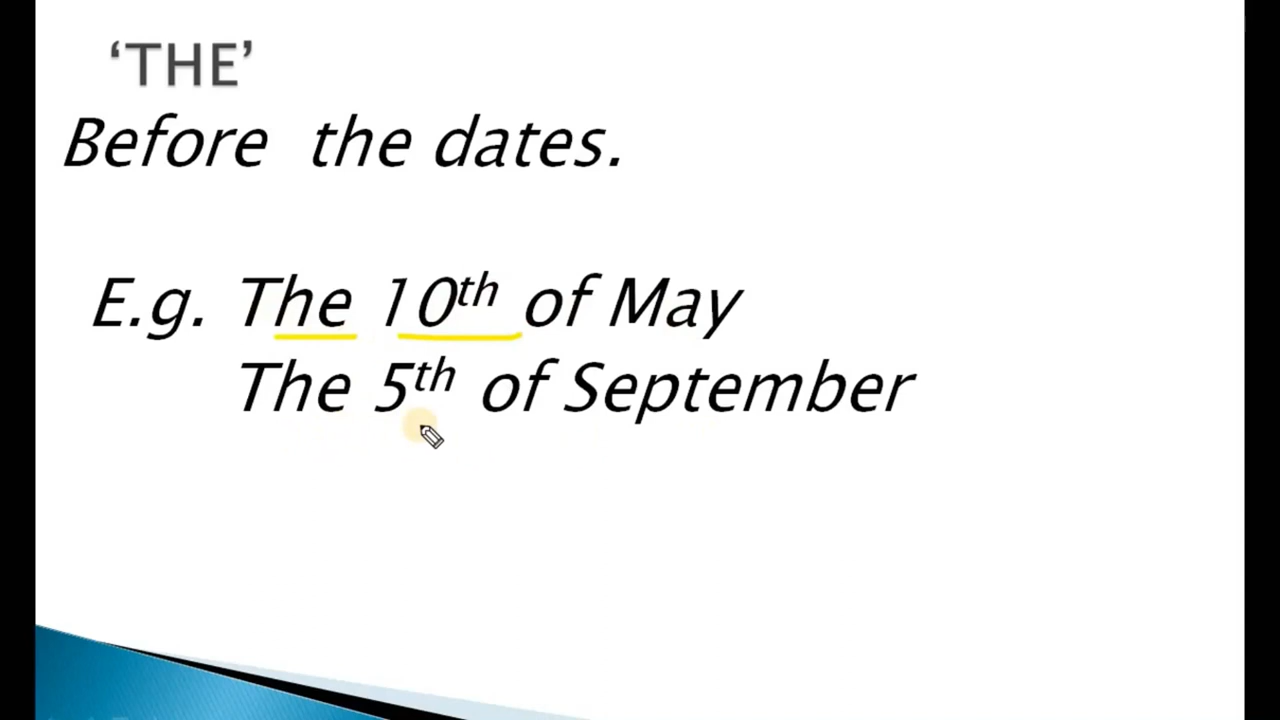 ‘THE’
Before the dates.
E.g. The 10th of May
The 5th of September